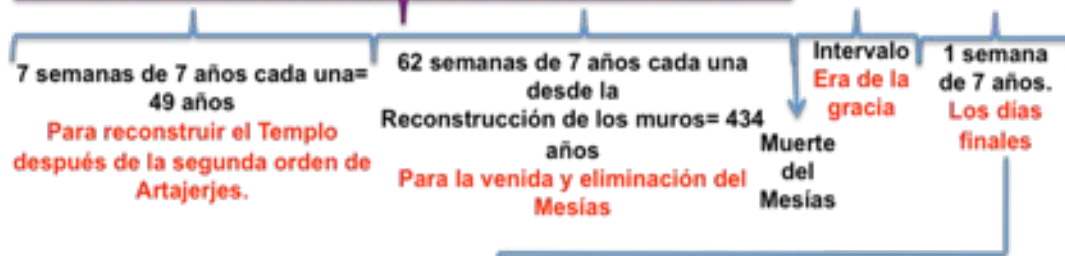 7 semanas de 7 años cada una=
49 años
Para reconstruir el Templo
después de la segunda orden de
Artajerjes.
62 semanas de 7 años cada una
desde la
Reconstrucción de los muros= 434
años
Para la venida y eliminación del
Mesías
Muerte
del
Mesías
Intervalo
Era de la
gracia
1 semana
de 7 años.
Los días
finales